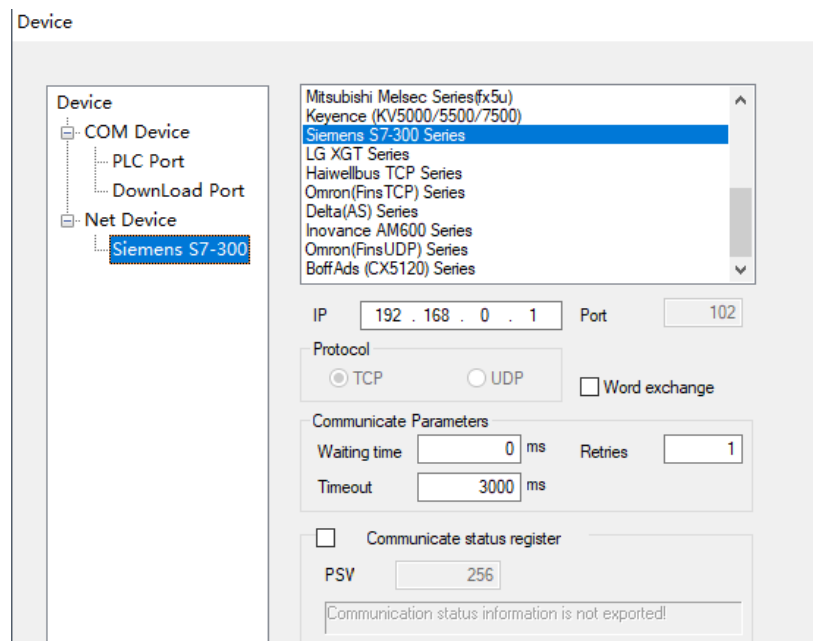 Device
Device
COM Device
PLC Port
DownLoad Port
Net Device
Siemens S7-300
Mitsubishi Melsec Series(fx5u)
Keyence (KV5000/5500/7500)
Siemens S7-300 Series
LG XGT Series
Haiwellbus TCP Series
Omron(FinsTCP) Series
Delta(AS) Series
Inovance AM600 Series
Omron(FinsUDP) Series
BoffAds (CX5120) Series
IP 192 . 168 . 0 . 1 Port 102
Protocol
TCP UDP
Word exchange
Communicate Parameters
Waiting time 0 ms Retries 1
Timeout 3000 ms
Communicate status register
PSV 256
Communication status information is not exported!